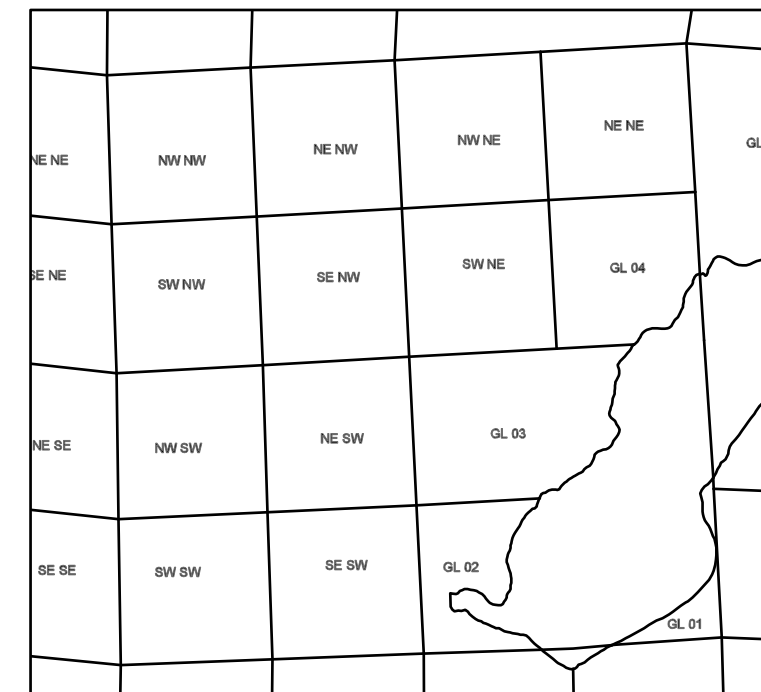 NE NE
NW NW
NE NW
NW NE
NE NE
GL
SE NE
SW NW
SE NW
SW NE
GL 04
NE SE
NW SW
NE SW
GL 03
SE SE
SW SW
SE SW
GL 02
GL 01